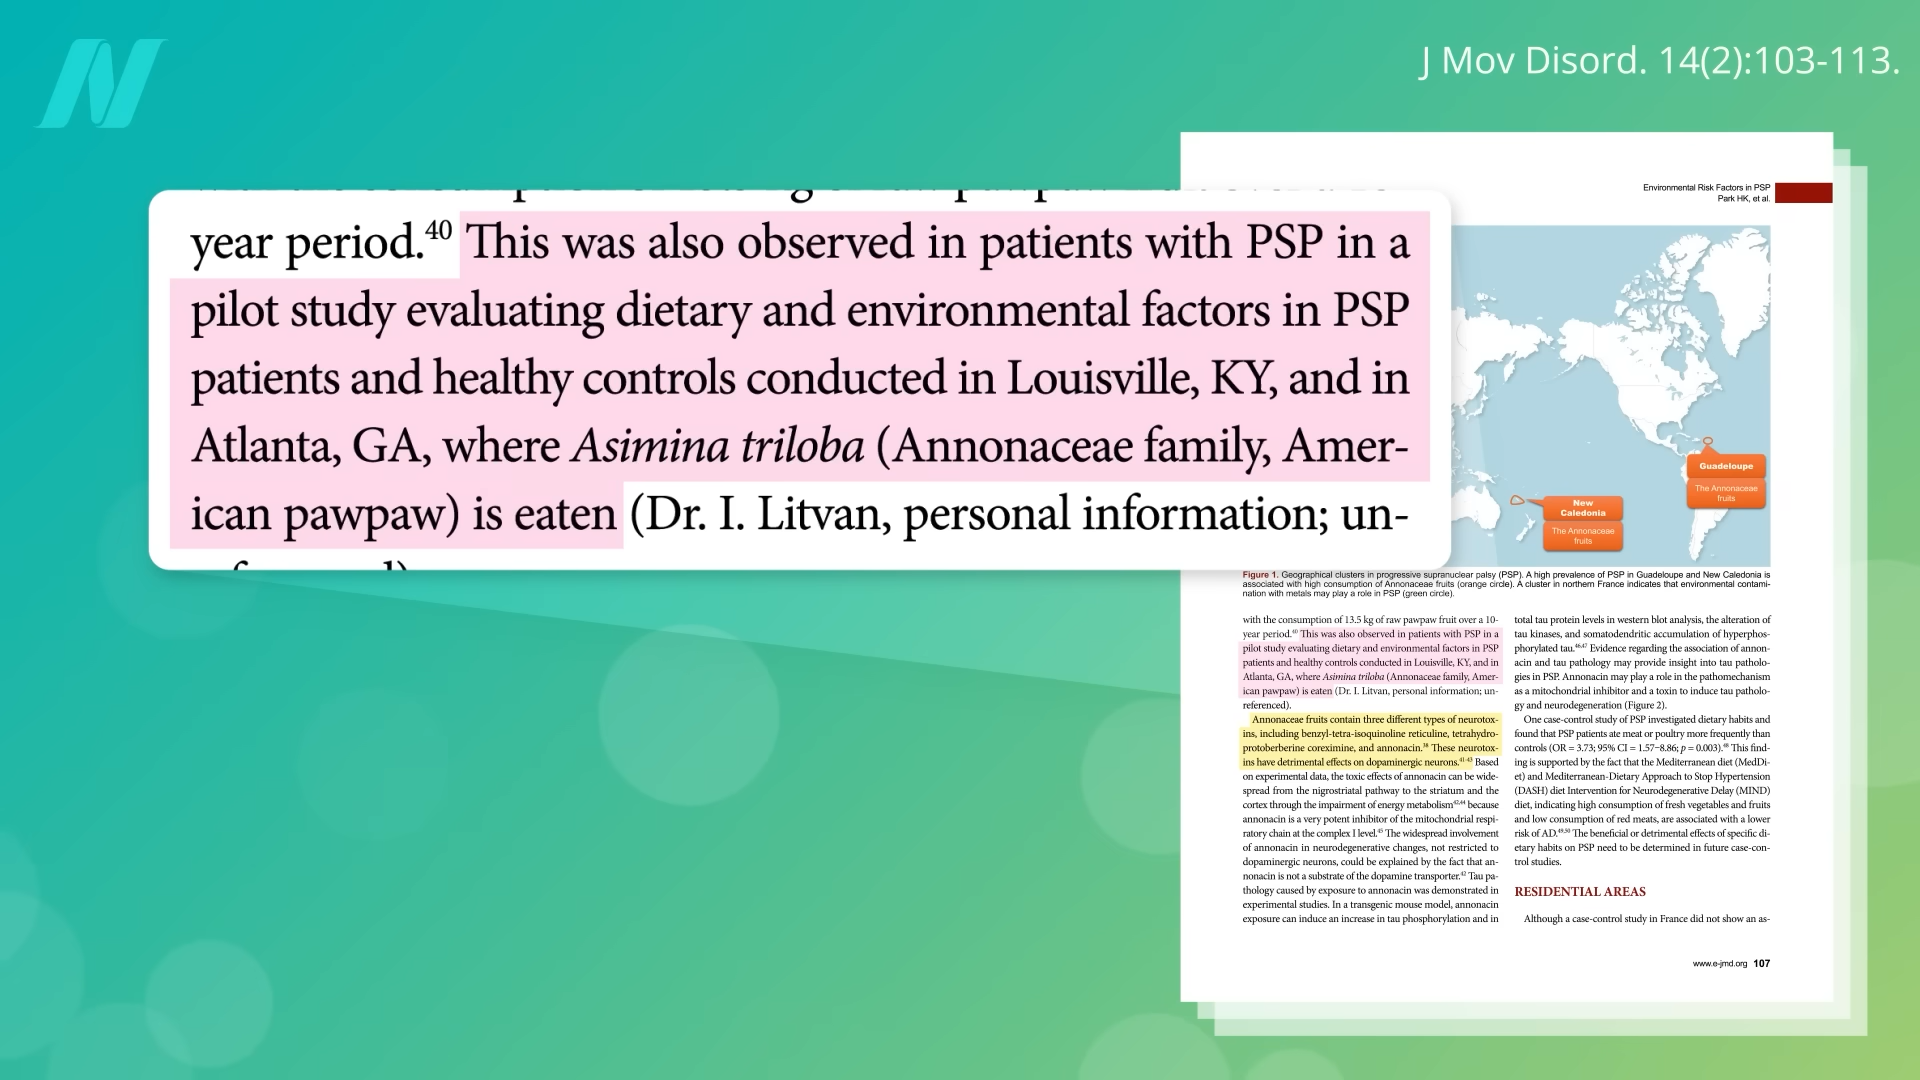 J Mov Disord. 14(2):103-113.
year period.40 This was also observed in patients with PSP in a
pilot study evaluating dietary and environmental factors in PSP
patients and healthy controls conducted in Louisville, KY, and in
Atlanta, GA, where Asimina triloba (Annonaceae family, Amer-
ican pawpaw) is eaten (Dr. I. Litvan, personal information; un-
Environmental Risk Factors in PSP
Park HK, et al.
Guadeloupe
The Annonaceae
fruits
New
Caledonia
The Annonaceae
fruits
Figure 1. Geographical clusters in progressive supranuclear palsy (PSP). A high prevalence of PSP in Guadeloupe and New Caledonia is
associated with high consumption of Annonaceae fruits (orange circle). A cluster in northern France indicates that environmental contami-
nation with metals may play a role in PSP (green circle).
with the consumption of 13.5 kg of raw pawpaw fruit over a 10-
year period.40 This was also observed in patients with PSP in a
pilot study evaluating dietary and environmental factors in PSP
patients and healthy controls conducted in Louisville, KY, and in
Atlanta, GA, where Asimina triloba (Annonaceae family, Amer-
ican pawpaw) is eaten (Dr. I. Litvan, personal information; un-
referenced).
Annonaceae fruits contain three different types of neurotox-
ins, including benzyl-tetra-isoquinoline reticuline, tetrahydro-
protoberberine coreximine, and annonacin.38 These neurotox-
ins have detrimental effects on dopaminergic neurons.41-43 Based
on experimental data, the toxic effects of annonacin can be wide-
spread from the nigrostriatal pathway to the striatum and the
cortex through the impairment of energy metabolism42,44 because
annonacin is a very potent inhibitor of the mitochondrial respi-
ratory chain at the complex I level.45 The widespread involvement
of annonacin in neurodegenerative changes, not restricted to
dopaminergic neurons, could be explained by the fact that an-
nonacin is not a substrate of the dopamine transporter.42 Tau pa-
thology caused by exposure to annonacin was demonstrated in
experimental studies. In a transgenic mouse model, annonacin
exposure can induce an increase in tau phosphorylation and in
total tau protein levels in western blot analysis, the alteration of
tau kinases, and somatodendritic accumulation of hyperphos-
phorylated tau.46,47 Evidence regarding the association of annon-
acin and tau pathology may provide insight into tau patholo-
gies in PSP. Annonacin may play a role in the pathomechanism
as a mitochondrial inhibitor and a toxin to induce tau patholo-
gy and neurodegeneration (Figure 2).
One case-control study of PSP investigated dietary habits and
found that PSP patients ate meat or poultry more frequently than
controls (OR = 3.73; 95% CI = 1.57–8.86; p = 0.003).48 This find-
ing is supported by the fact that the Mediterranean diet (MedDi-
et) and Mediterranean-Dietary Approach to Stop Hypertension
(DASH) diet Intervention for Neurodegenerative Delay (MIND)
diet, indicating high consumption of fresh vegetables and fruits
and low consumption of red meats, are associated with a lower
risk of AD.49,50 The beneficial or detrimental effects of specific di-
etary habits on PSP need to be determined in future case-con-
trol studies.
RESIDENTIAL AREAS
Although a case-control study in France did not show an as-
www.e-jmd.org 107